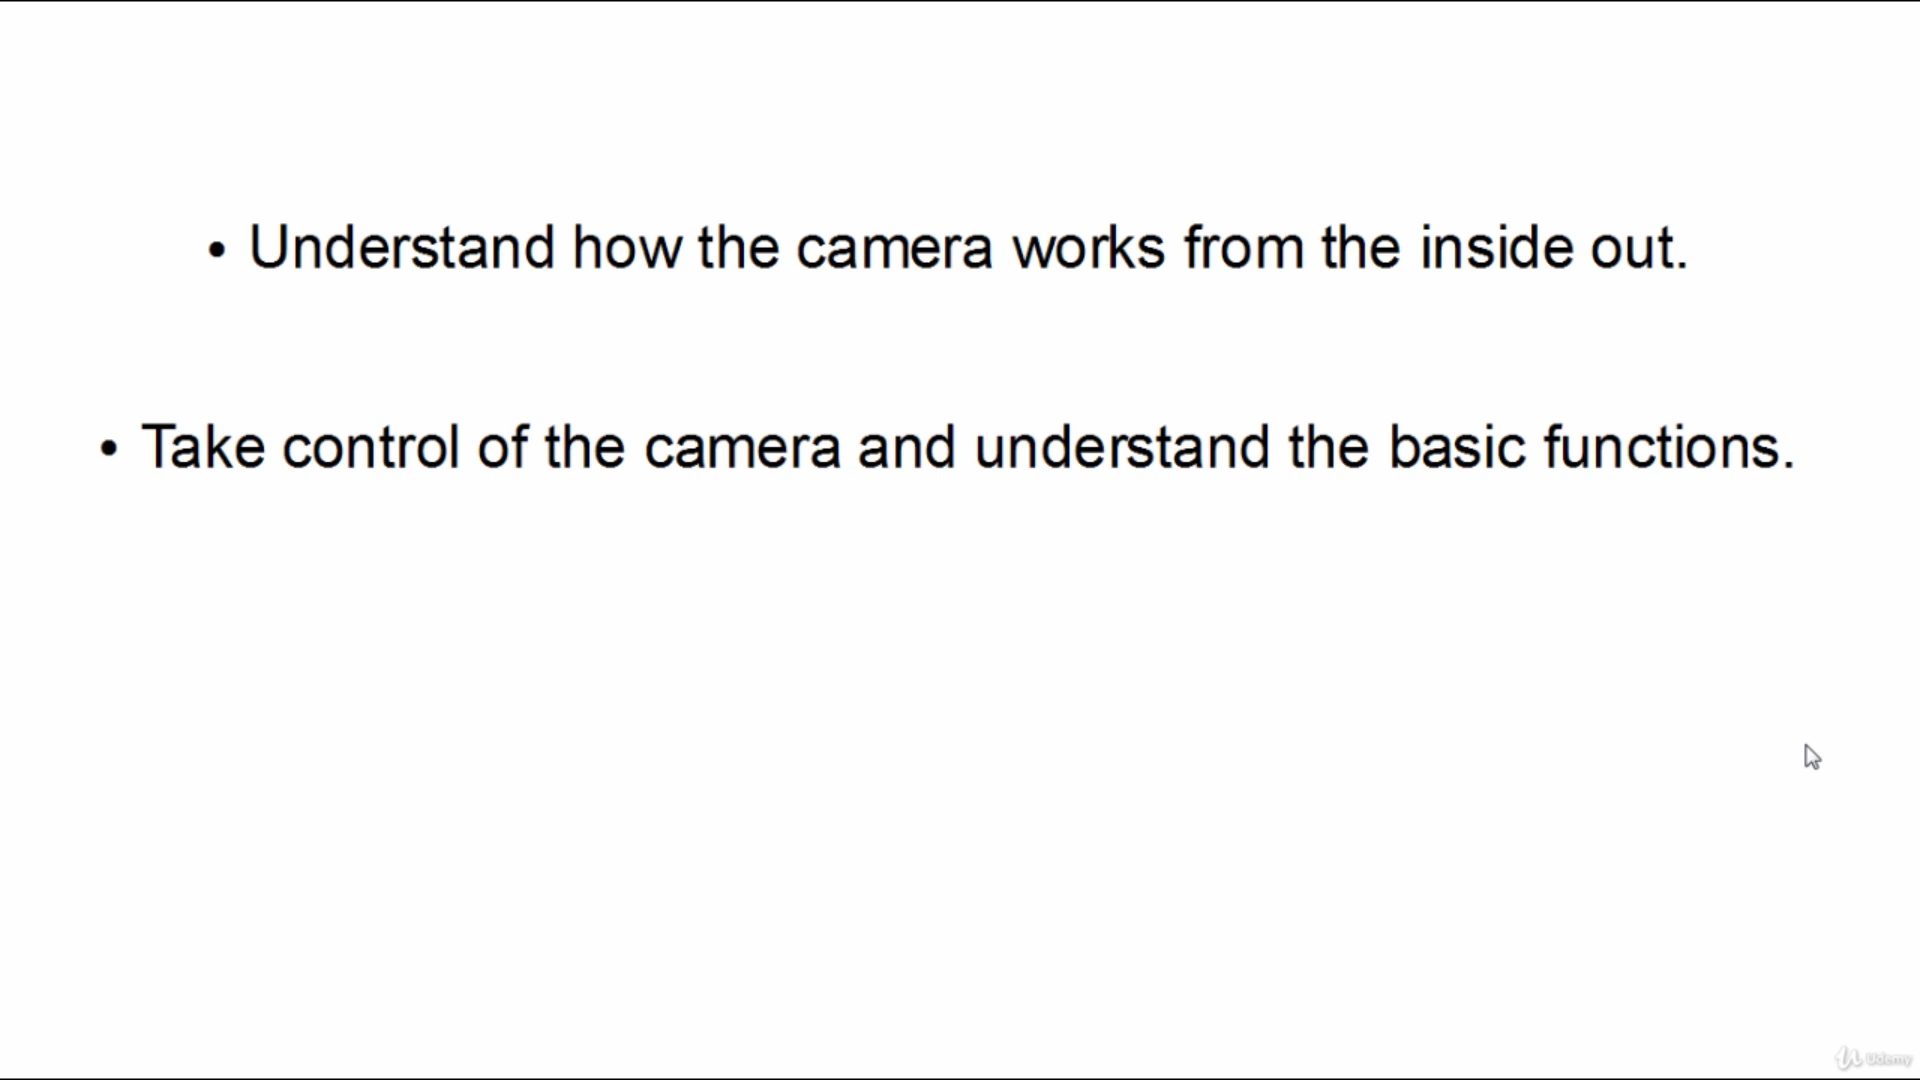 • Understand how the camera works from the inside out.
• Take control of the camera and understand the basic functions.
Udemy